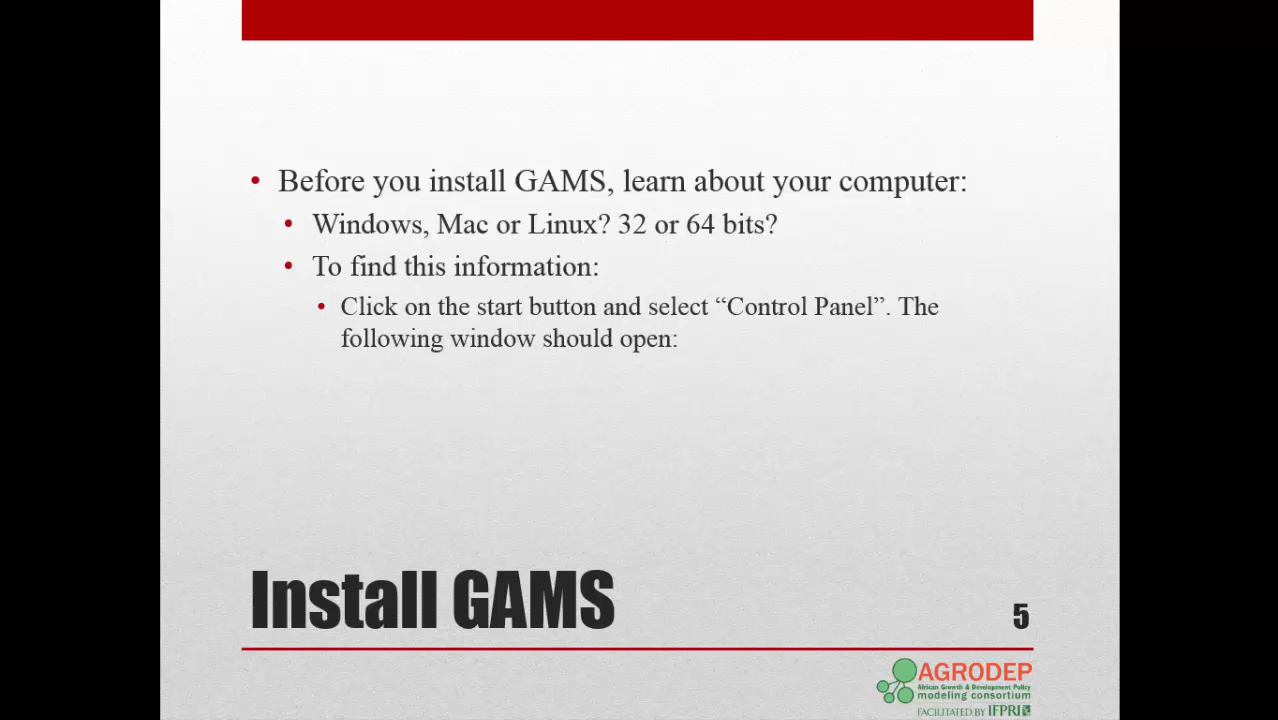 • Before you install GAMS, learn about your computer:
• Windows, Mac or Linux? 32 or 64 bits?
• To find this information:
• Click on the start button and select “Control Panel”. The
following window should open:
Install GAMS
5
AGRODEP
African Growth & Development Policy
modeling consortium
FACILITATED BY IFPRI